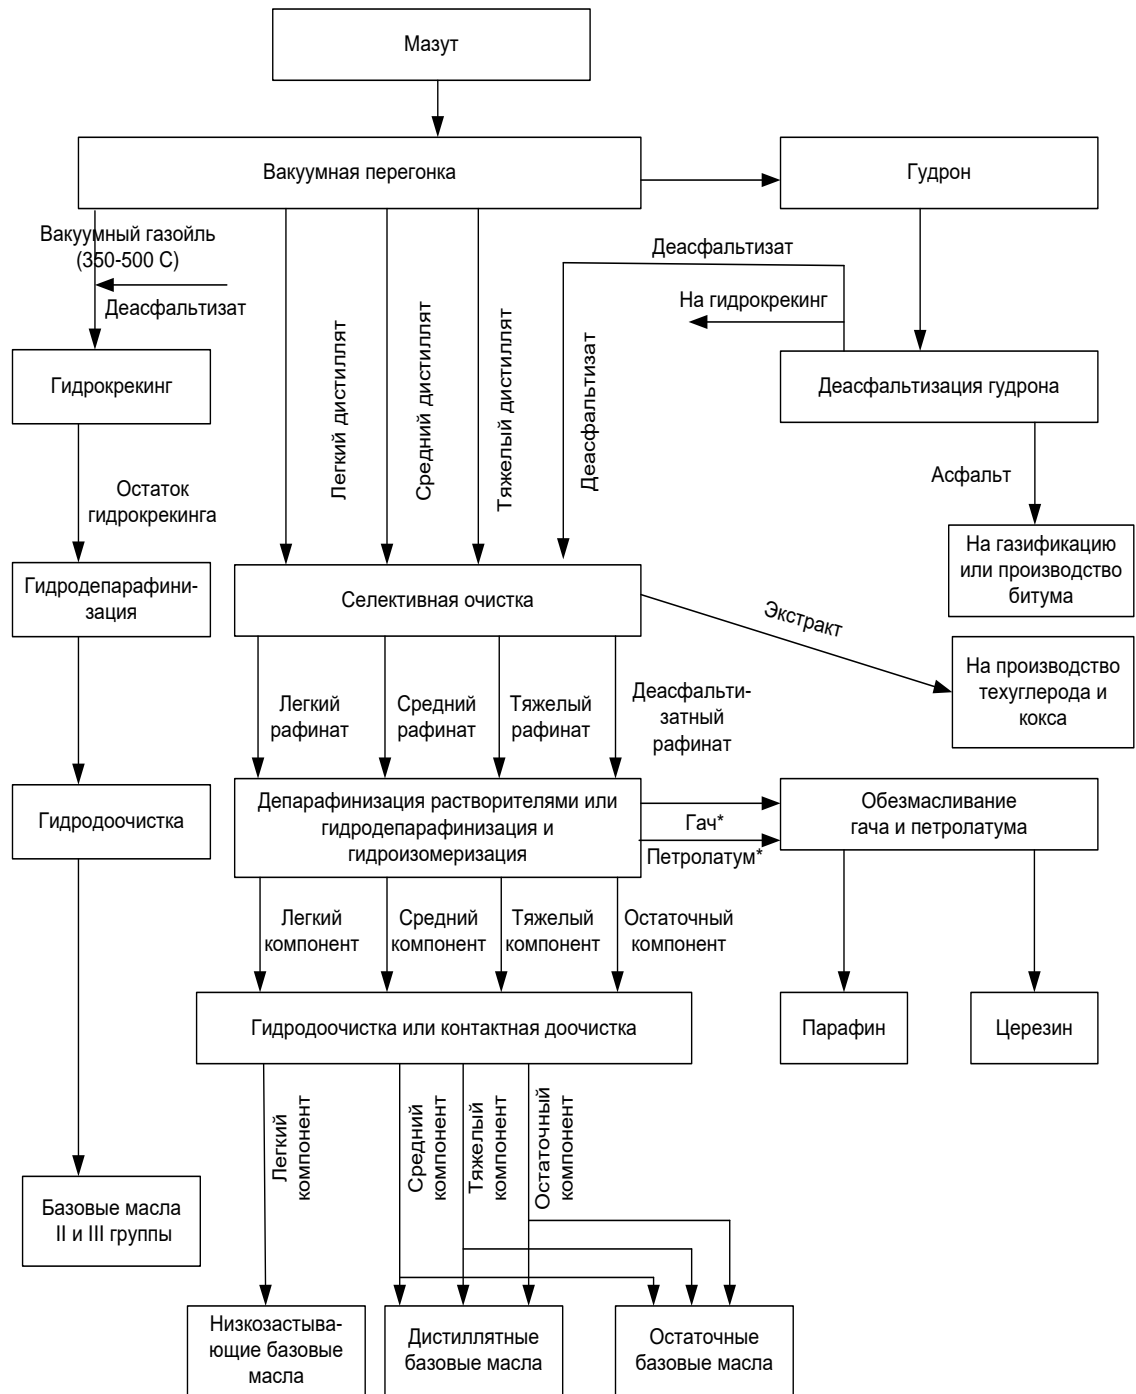 Мазут
Вакуумная перегонка
Гудрон
Вакуумный газойль
(350-500 С)
Деасфальтизат
Деасфальтизат
На гидрокрекинг
Гидрокрекинг
Легкий дистиллят
Средний дистиллят
Тяжелый дистиллят
Деасфальтизат
Деасфальтизация гудрона
Остаток
гидрокрекинга
Асфальт
На газификацию
или производство
битума
Гидродепарафини-
зация
Селективная очистка
Экстракт
На производство
техуглерода и
кокса
Легкий
рафинат
Средний
рафинат
Тяжелый
рафинат
Деасфальти-
затный
рафинат
Гидродоочистка
Депарафинизация растворителями или
гидродепарафинизация и
гидроизомеризация
Гач*
Петролатум*
Обезмасливание
гача и петролатума
Легкий
компонент
Средний
компонент
Тяжелый
компонент
Остаточный
компонент
Гидродоочистка или контактная доочистка
Парафин
Церезин
Легкий
компонент
Средний
компонент
Тяжелый
компонент
Остаточный
компонент
Базовые масла
II и III группы
Низкозастыва-
ющие базовые
масла
Дистиллятные
базовые масла
Остаточные
базовые масла